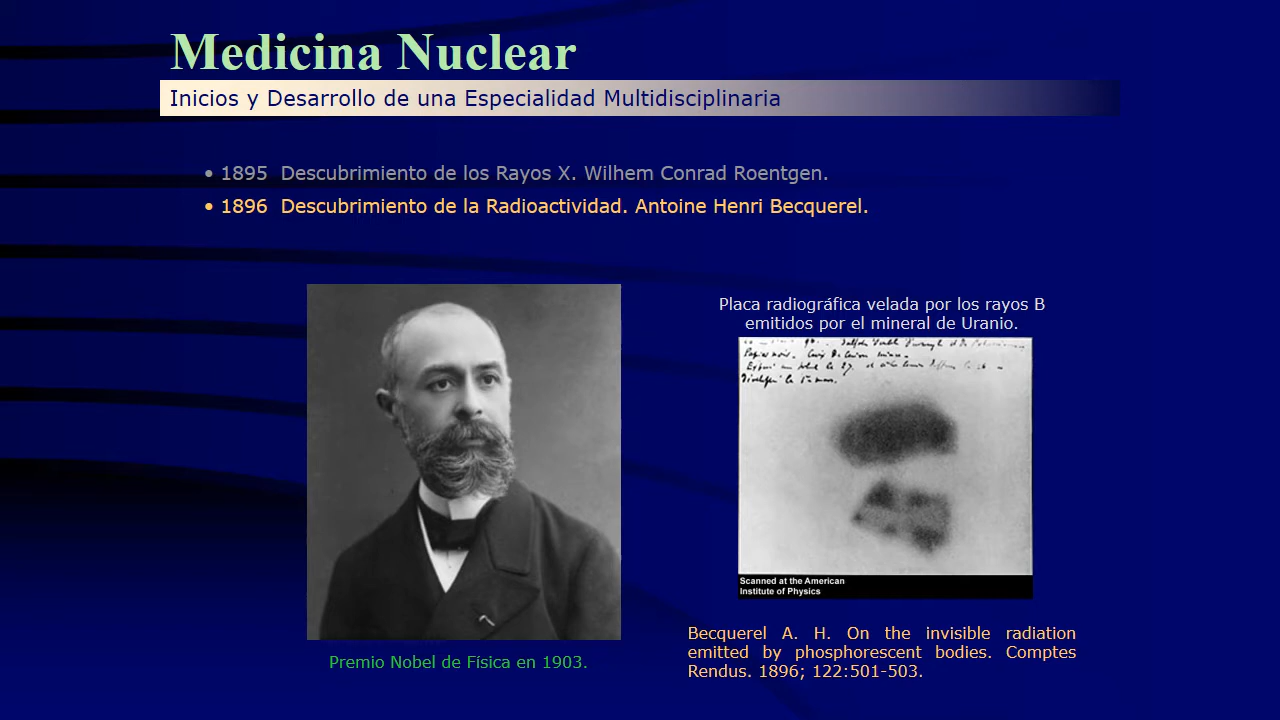 Medicina Nuclear
Inicios y Desarrollo de una Especialidad Multidisciplinaria
• 1895 Descubrimiento de los Rayos X. Wilhem Conrad Roentgen.
• 1896 Descubrimiento de la Radioactividad. Antoine Henri Becquerel.
Placa radiográfica velada por los rayos B
emitidos por el mineral de Uranio.
Papier noir.
Scanned at the American
Institute of Physics
Premio Nobel de Física en 1903.
Becquerel A. H. On the invisible radiation
emitted by phosphorescent bodies. Comptes
Rendus. 1896; 122:501-503.